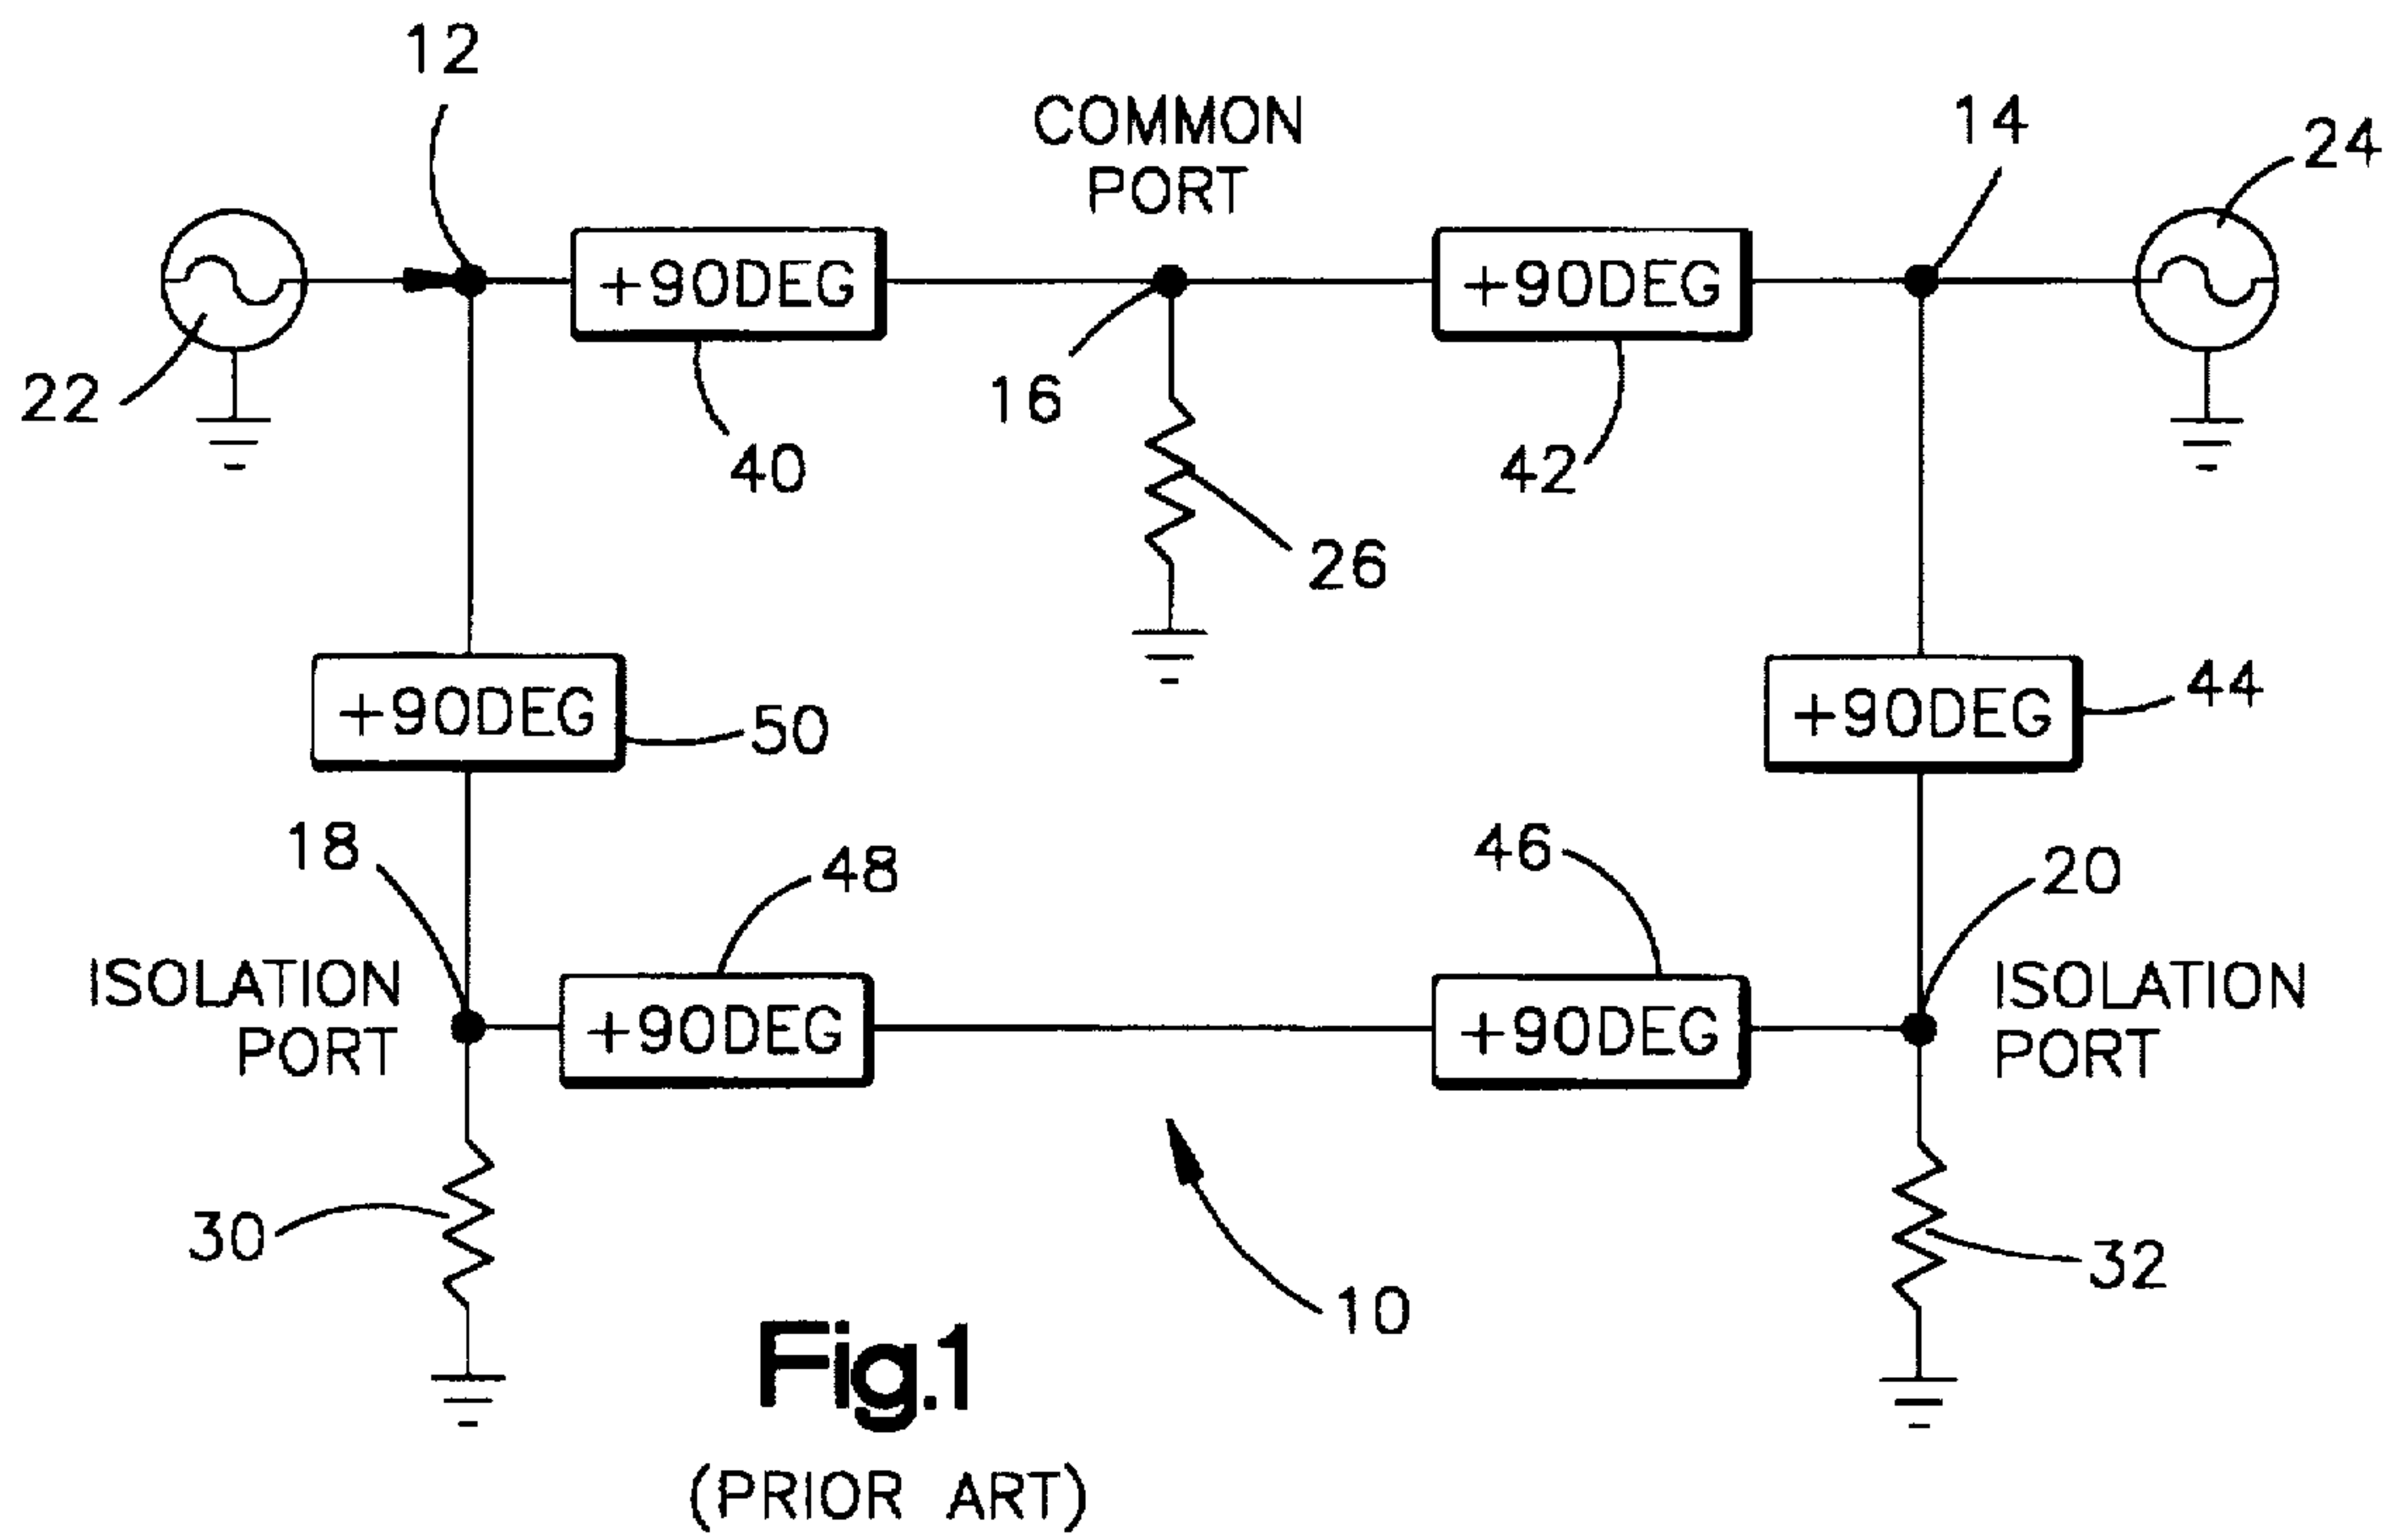 12
COMMON
PORT
14
24
+90DEG
+90DEG
22
16
40
42
26
+90DEG
50
+90DEG
44
18
48
46
20
ISOLATION
PORT
+90DEG
+90DEG
ISOLATION
PORT
30
10
32
Fig.1
(PRIOR ART)